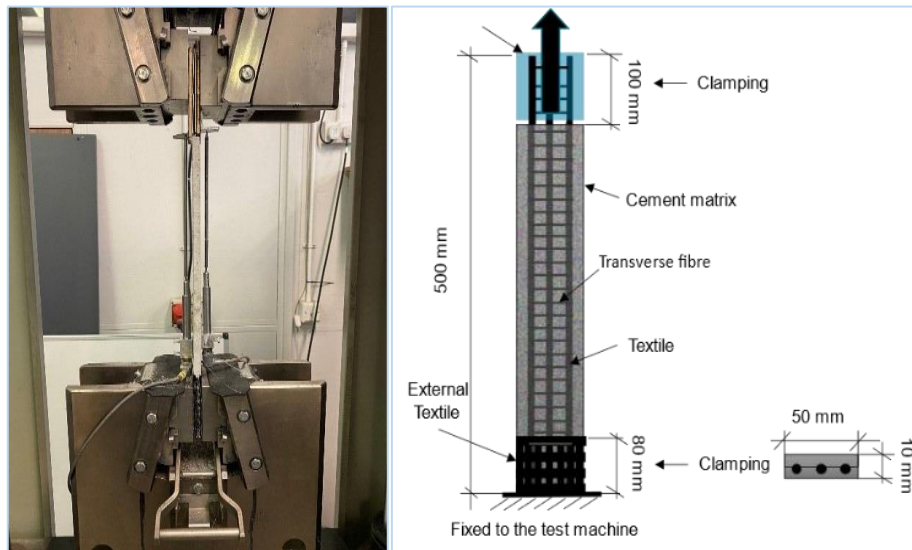 100 mm
Clamping
Cement matrix
500 mm
Transverse fibre
Textile
External
Textile
80 mm
Clamping
50 mm
10 mm
Fixed to the test machine